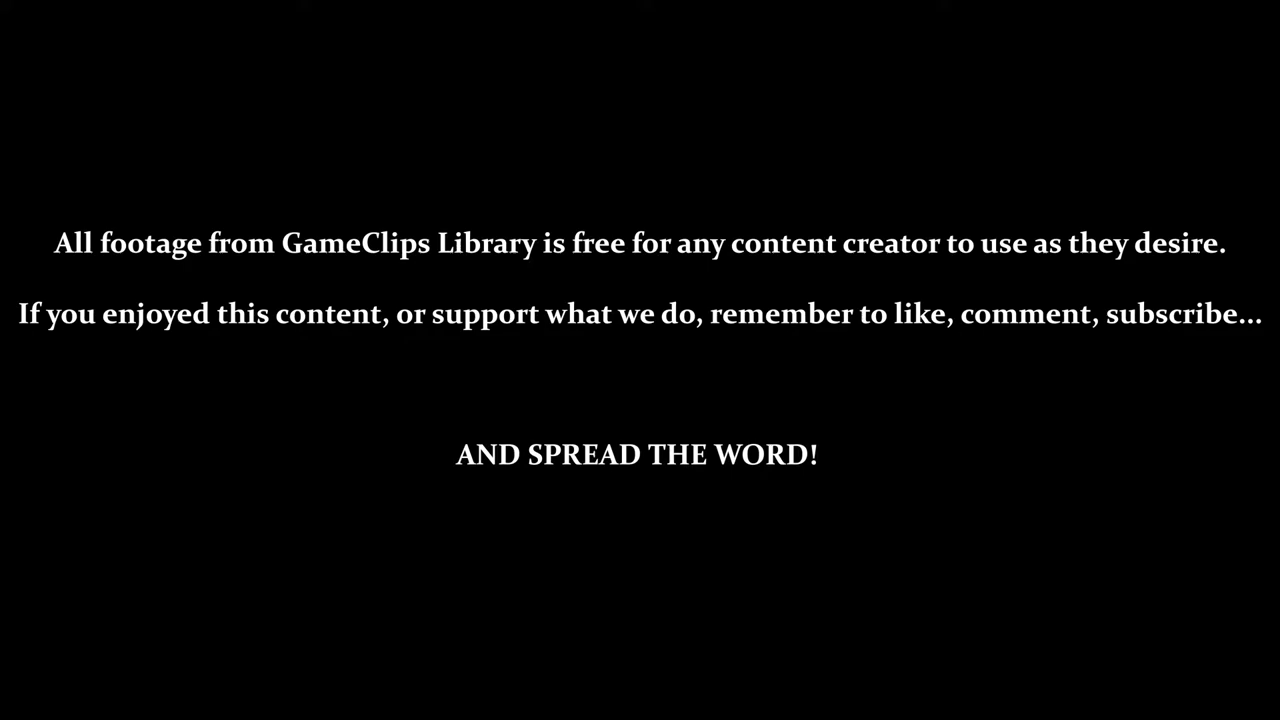 All footage from GameClips Library is free for any content creator to use as they desire.
If you enjoyed this content, or support what we do, remember to like, comment, subscribe...
AND SPREAD THE WORD!